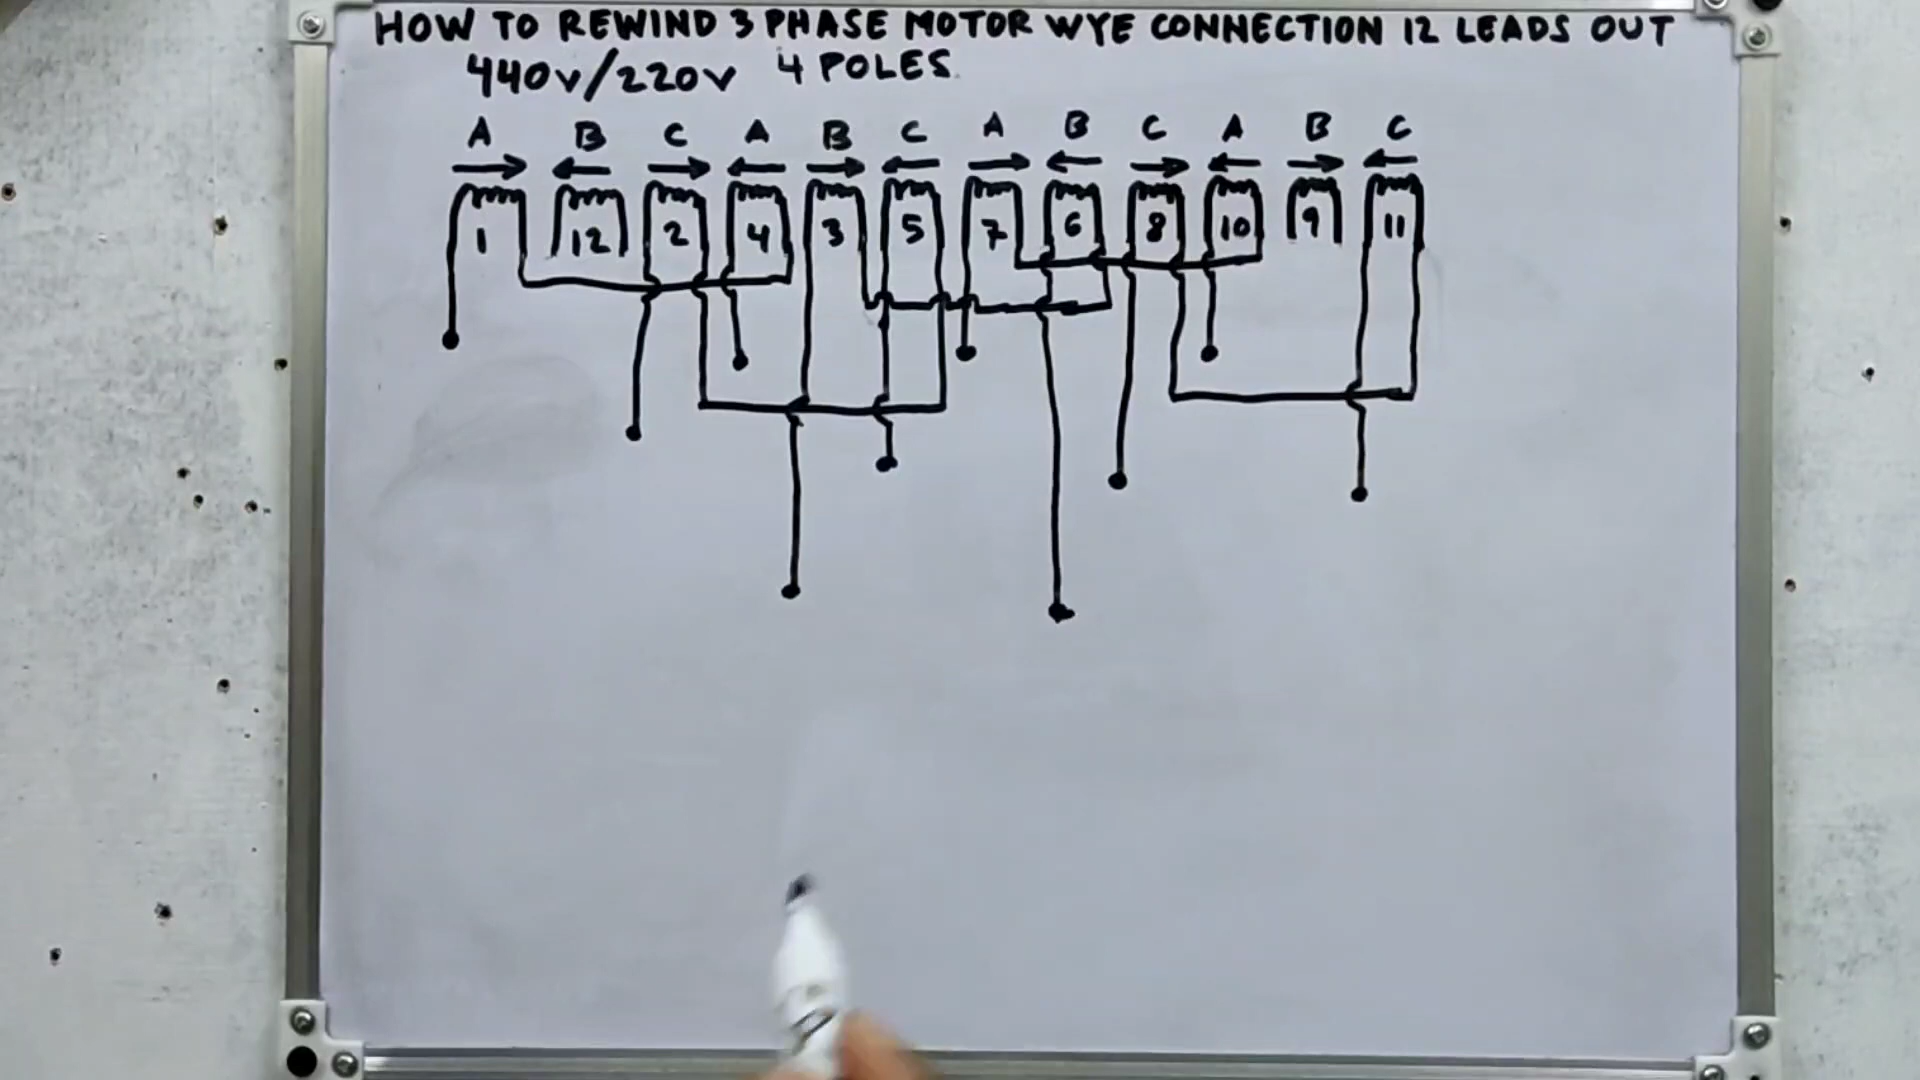 HOW TO REWIND 3 PHASE MOTOR WYE CONNECTION 12 LEADS OUT
440V/220V 4 POLES
A B C A B C A B C A B C
1 12 2 4 3 5 7 6 8 10 9 11